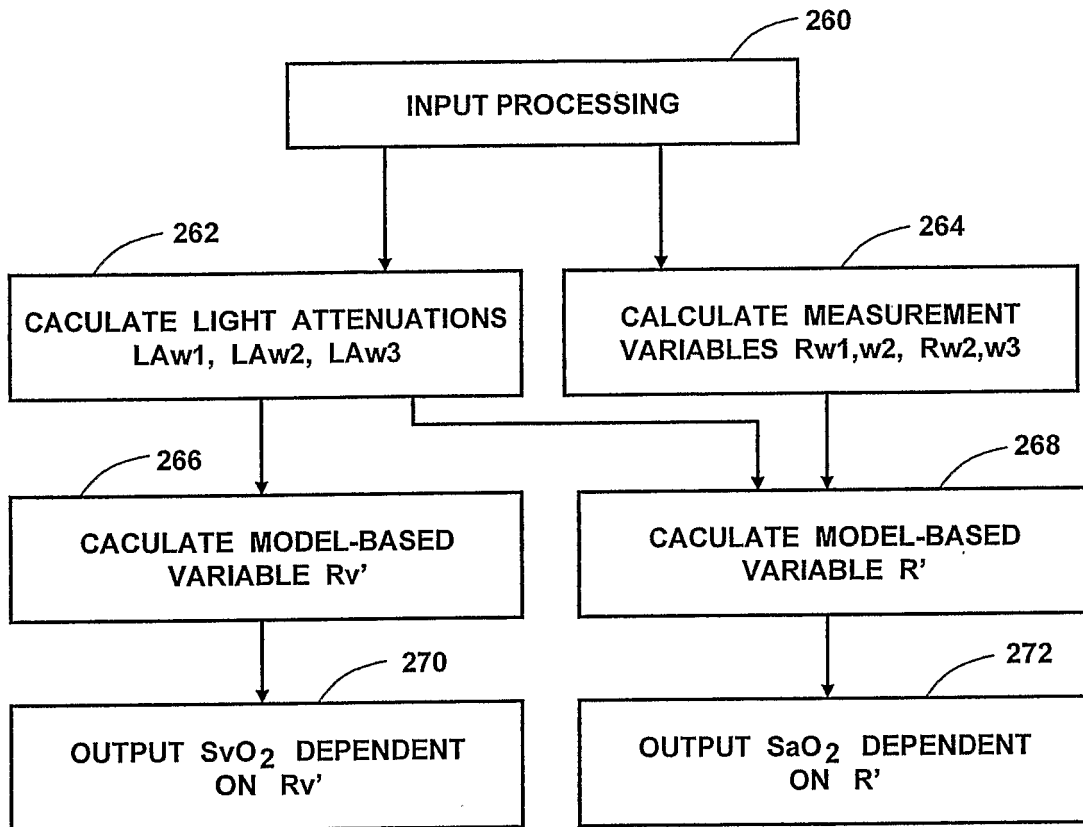 260
INPUT PROCESSING
262
264
CACULATE LIGHT ATTENUATIONS
LAw1, LAw2, LAw3
CALCULATE MEASUREMENT
VARIABLES Rw1,w2, Rw2,w3
266
268
CACULATE MODEL-BASED
VARIABLE Rv'
CACULATE MODEL-BASED
VARIABLE R'
270
272
OUTPUT SvO2 DEPENDENT
ON Rv'
OUTPUT SaO2 DEPENDENT
ON R'